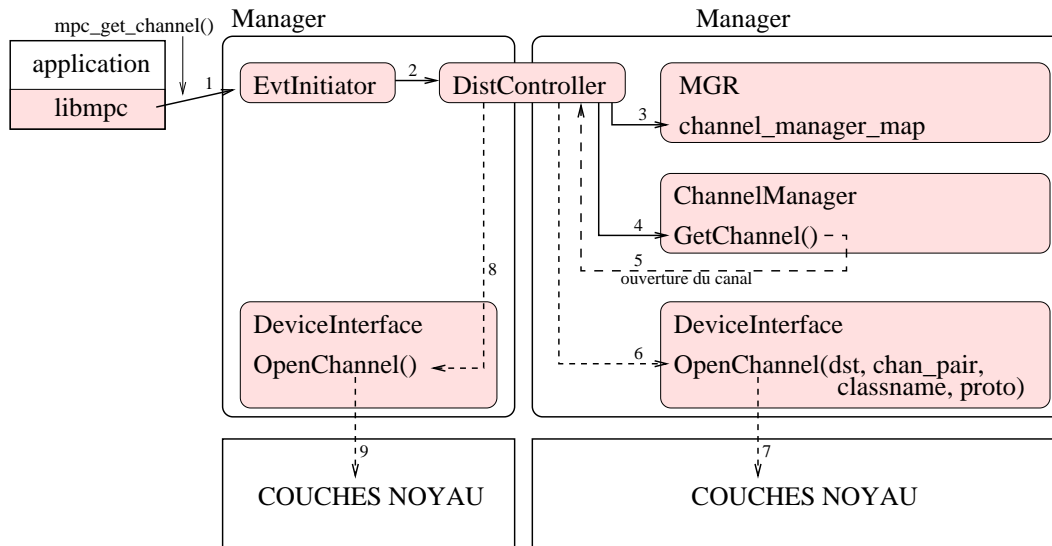 mpc_get_channel()
Manager
Manager
application
libmpc
1
EvtInitiator
2
DistController
MGR
channel_manager_map
3
ChannelManager
GetChannel()
4
5
ouverture du canal
8
DeviceInterface
OpenChannel()
DeviceInterface
OpenChannel(dst, chan_pair,
classname, proto)
6
9
7
COUCHES NOYAU
COUCHES NOYAU